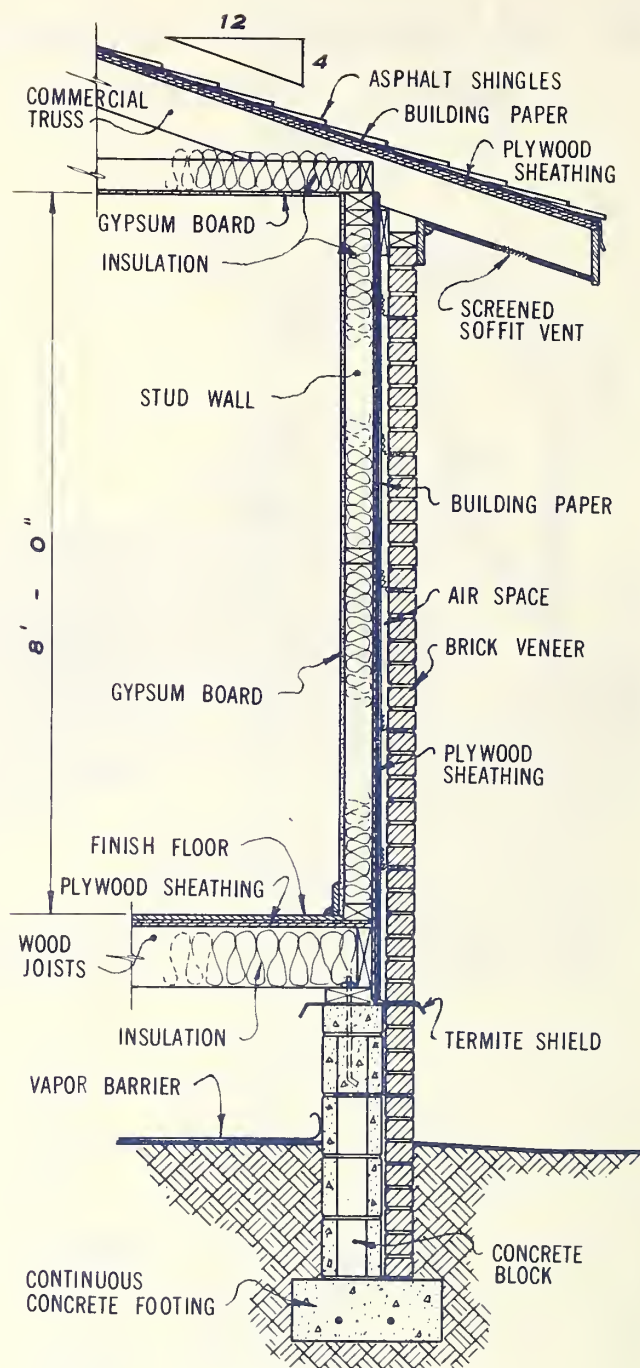 12
4
ASPHALT SHINGLES
COMMERCIAL
TRUSS
BUILDING PAPER
PLYWOOD
SHEATHING
GYPSUM BOARD
INSULATION
SCREENED
SOFFIT VENT
STUD WALL
BUILDING PAPER
8' - 0"
AIR SPACE
BRICK VENEER
GYPSUM BOARD
PLYWOOD
SHEATHING
FINISH FLOOR
PLYWOOD SHEATHING
WOOD
JOISTS
INSULATION
TERMITE SHIELD
VAPOR BARRIER
CONCRETE
BLOCK
CONTINUOUS
CONCRETE FOOTING